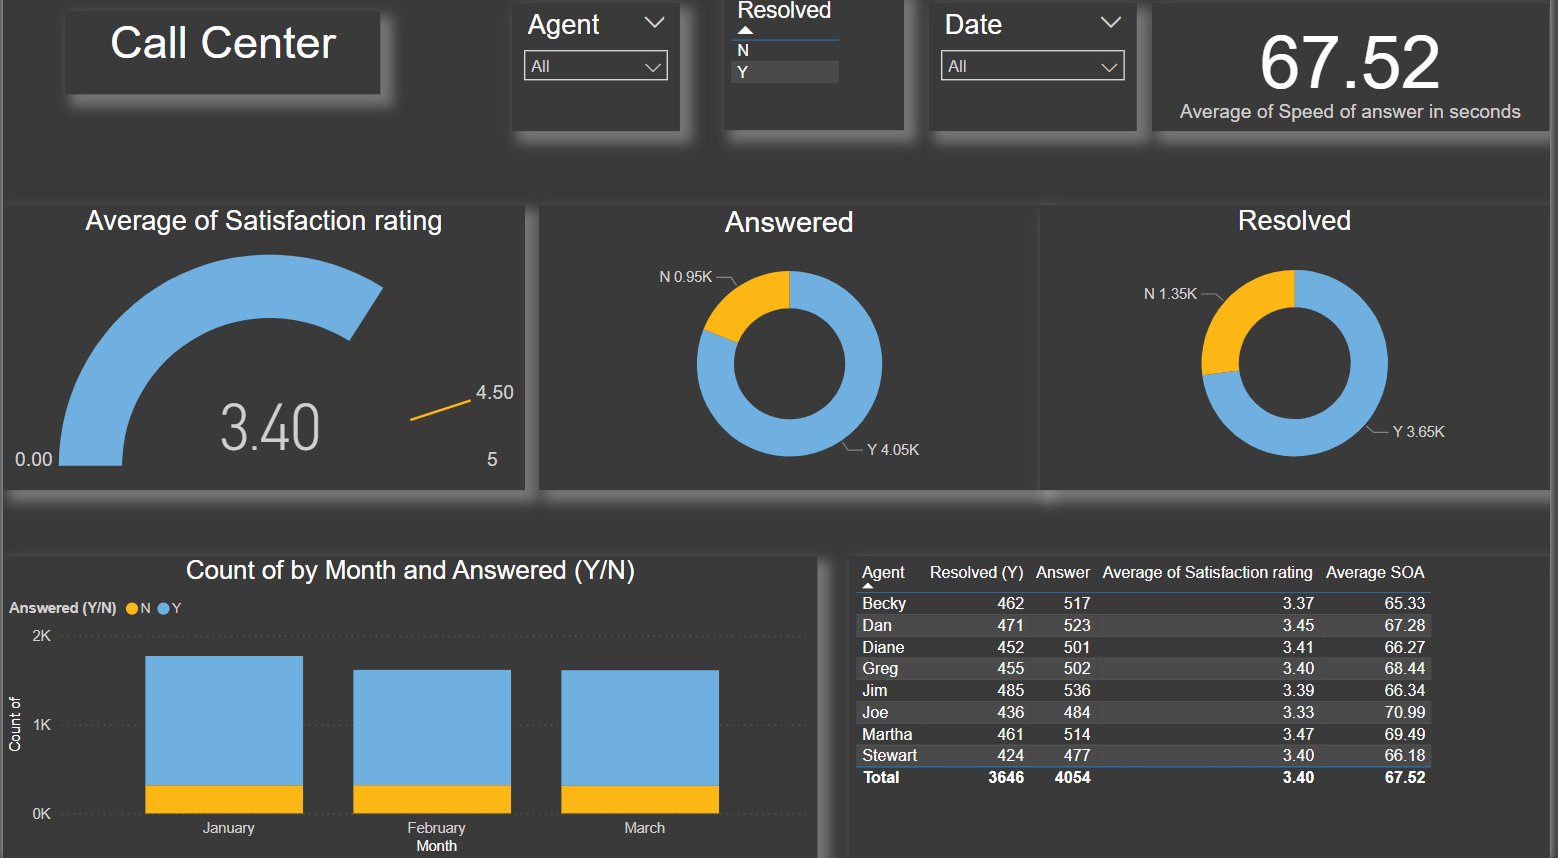 Call Center
Agent
All
Resolved
N
Y
Date
All
67.52
Average of Speed of answer in seconds
Average of Satisfaction rating
3.40
0.00
4.50
5
Answered
N 0.95K
Y 4.05K
Resolved
N 1.35K
Y 3.65K
Count of by Month and Answered (Y/N)
Answered (Y/N) N Y
2K
1K
0K
Count of
January February March
Month
Agent Resolved (Y) Answer Average of Satisfaction rating Average SOA
Becky 462 517 3.37 65.33
Dan 471 523 3.45 67.28
Diane 452 501 3.41 66.27
Greg 455 502 3.40 68.44
Jim 485 536 3.39 66.34
Joe 436 484 3.33 70.99
Martha 461 514 3.47 69.49
Stewart 424 477 3.40 66.18
Total 3646 4054 3.40 67.52